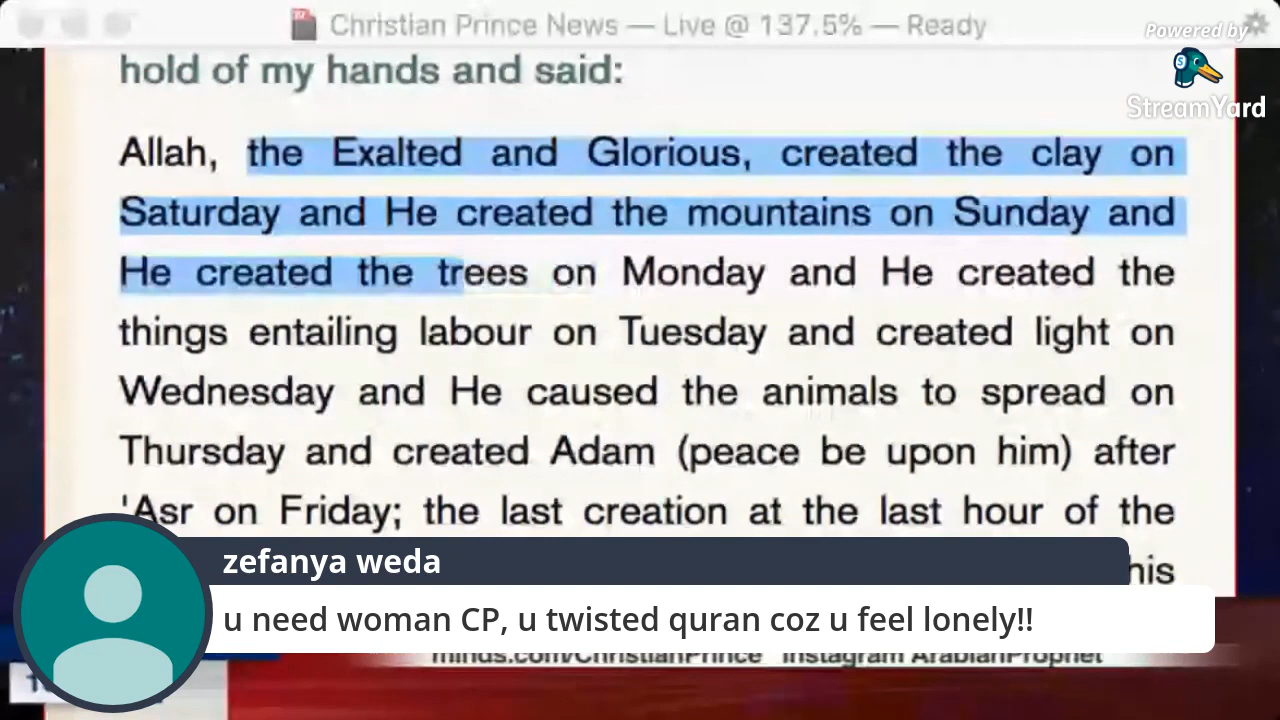 Christian Prince News — Live @ 137.5% — Ready
Powered by
StreamYard
hold of my hands and said:
Allah, the Exalted and Glorious, created the clay on
Saturday and He created the mountains on Sunday and
He created the trees on Monday and He created the
things entailing labour on Tuesday and created light on
Wednesday and He caused the animals to spread on
Thursday and created Adam (peace be upon him) after
'Asr on Friday; the last creation at the last hour of the
his
zefanya weda
u need woman CP, u twisted quran coz u feel lonely!!
minds.com/ChristianPrince Instagram ArabianProphet